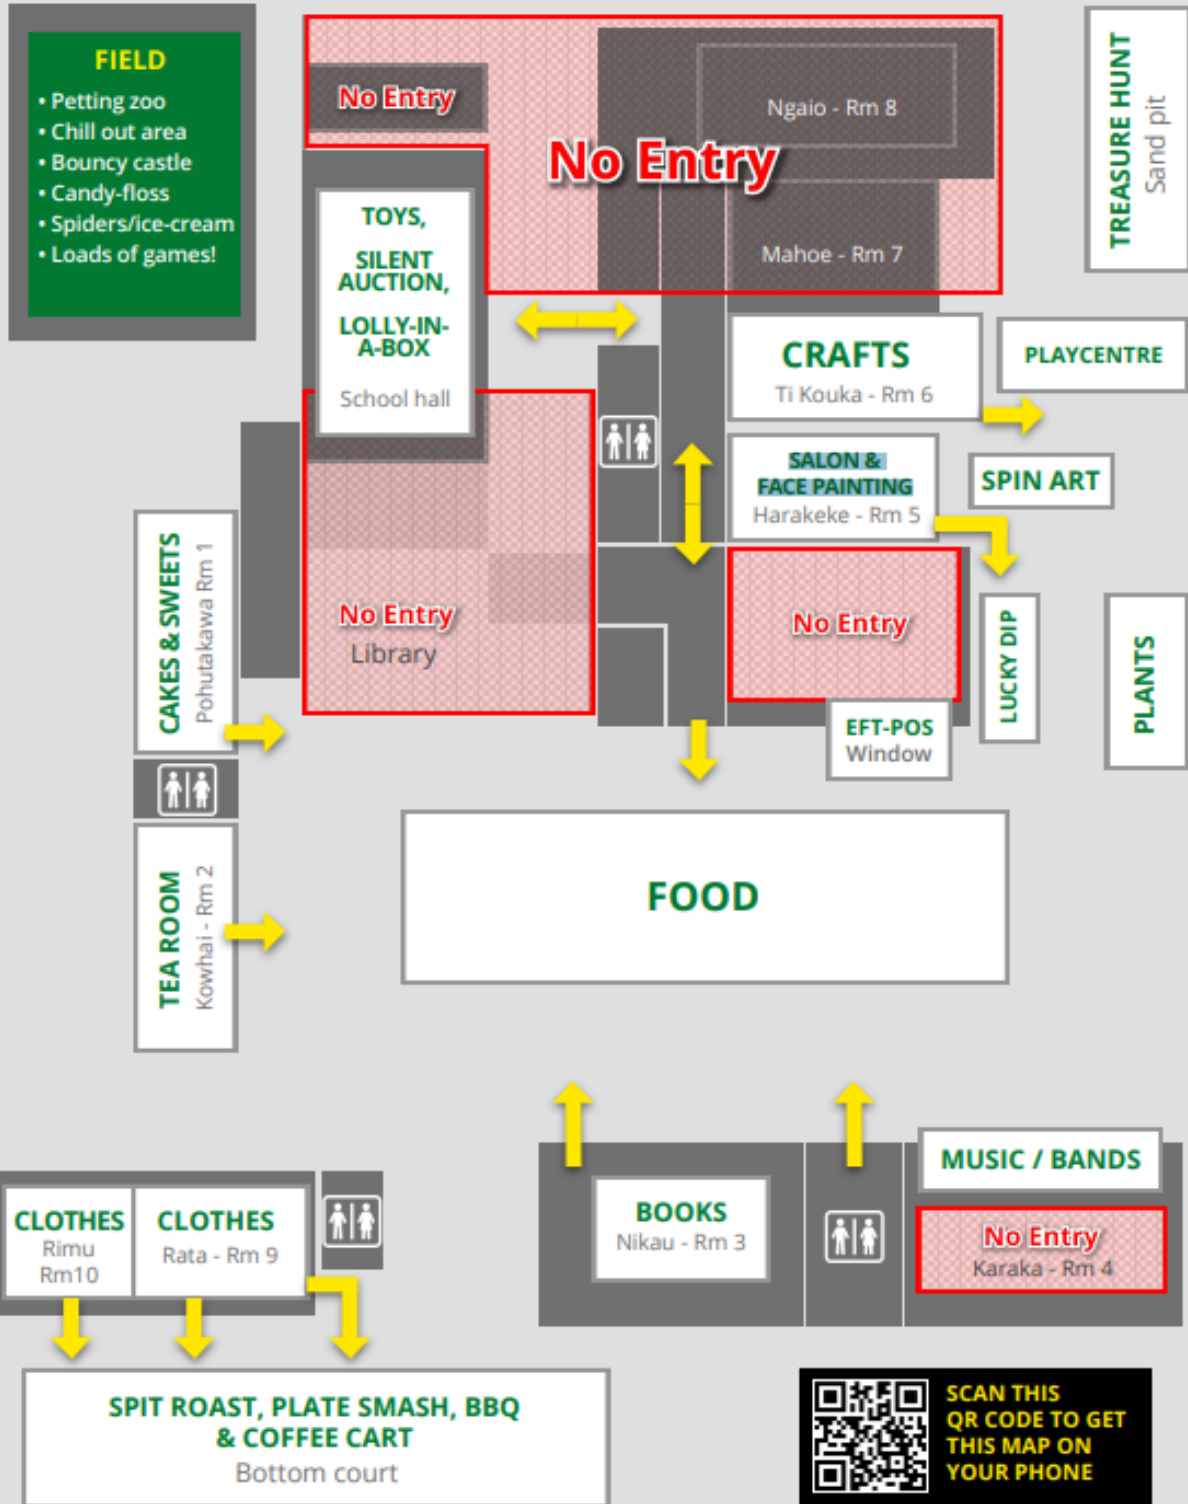 FIELD
• Petting zoo
• Chill out area
• Bouncy castle
• Candy-floss
• Spiders/ice-cream
• Loads of games!
No Entry
No Entry
Ngaio - Rm 8
Mahoe - Rm 7
TREASURE HUNT
Sand pit
TOYS,
SILENT
AUCTION,
LOLLY-IN-
A-BOX
School hall
CRAFTS
Ti Kouka - Rm 6
PLAYCENTRE
SALON &
FACE PAINTING
Harakeke - Rm 5
SPIN ART
CAKES & SWEETS
Pohutakawa Rm 1
No Entry
Library
No Entry
LUCKY DIP
PLANTS
EFT-POS
Window
TEA ROOM
Kowhai - Rm 2
FOOD
MUSIC / BANDS
BOOKS
Nikau - Rm 3
No Entry
Karaka - Rm 4
CLOTHES
Rimu
Rm10
CLOTHES
Rata - Rm 9
SPIT ROAST, PLATE SMASH, BBQ
& COFFEE CART
Bottom court
SCAN THIS
QR CODE TO GET
THIS MAP ON
YOUR PHONE